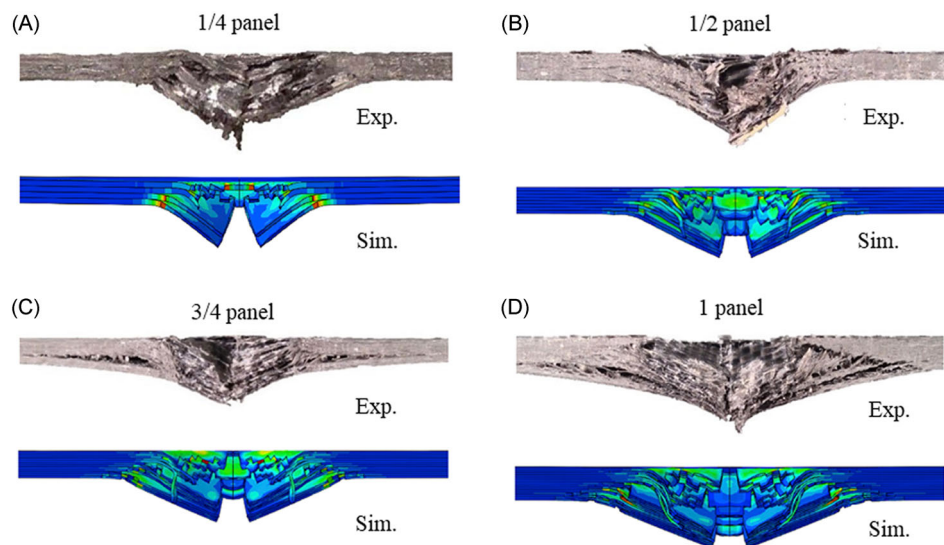 (A)
1/4 panel
Exp.
Sim.
(B)
1/2 panel
Exp.
Sim.
(C)
3/4 panel
Exp.
Sim.
(D)
1 panel
Exp.
Sim.